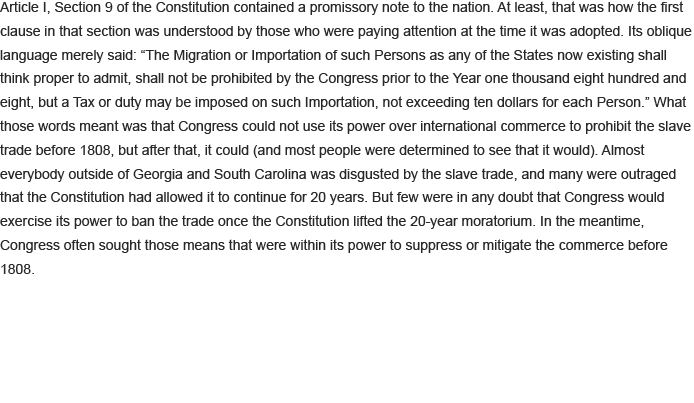 Article I, Section 9 of the Constitution contained a promissory note to the nation. At least, that was how the first
clause in that section was understood by those who were paying attention at the time it was adopted. Its oblique
language merely said: “The Migration or Importation of such Persons as any of the States now existing shall
think proper to admit, shall not be prohibited by the Congress prior to the Year one thousand eight hundred and
eight, but a Tax or duty may be imposed on such Importation, not exceeding ten dollars for each Person.” What
those words meant was that Congress could not use its power over international commerce to prohibit the slave
trade before 1808, but after that, it could (and most people were determined to see that it would). Almost
everybody outside of Georgia and South Carolina was disgusted by the slave trade, and many were outraged
that the Constitution had allowed it to continue for 20 years. But few were in any doubt that Congress would
exercise its power to ban the trade once the Constitution lifted the 20-year moratorium. In the meantime,
Congress often sought those means that were within its power to suppress or mitigate the commerce before
1808.